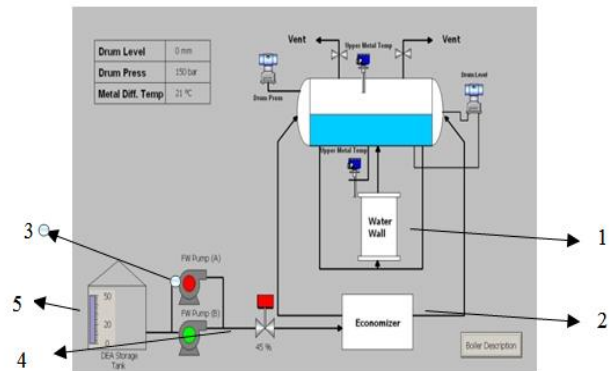 Vent
Upper Metal Temp
Vent
Drum Level 0 mm
Drum Press 150 bar
Metal Diff. Temp 21 °C
Drum Press
Drum Level
Upper Metal Temp
Water
Wall
1
3
FW Pump (A)
5
50
20
0
FW Pump (B)
Economizer
2
4
DEA Storage
Tank
45 %
Boiler Description